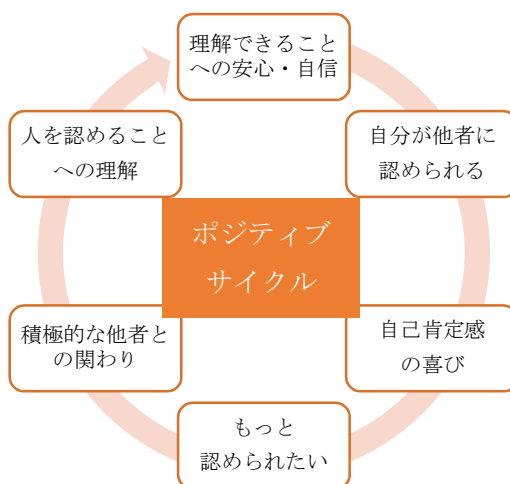 理解できること
への安心・自信
自分が他者に
認められる
自己肯定感
の喜び
もっと
認められたい
積極的な他者と
の関わり
人を認めること
への理解
ポジティブ
サイクル